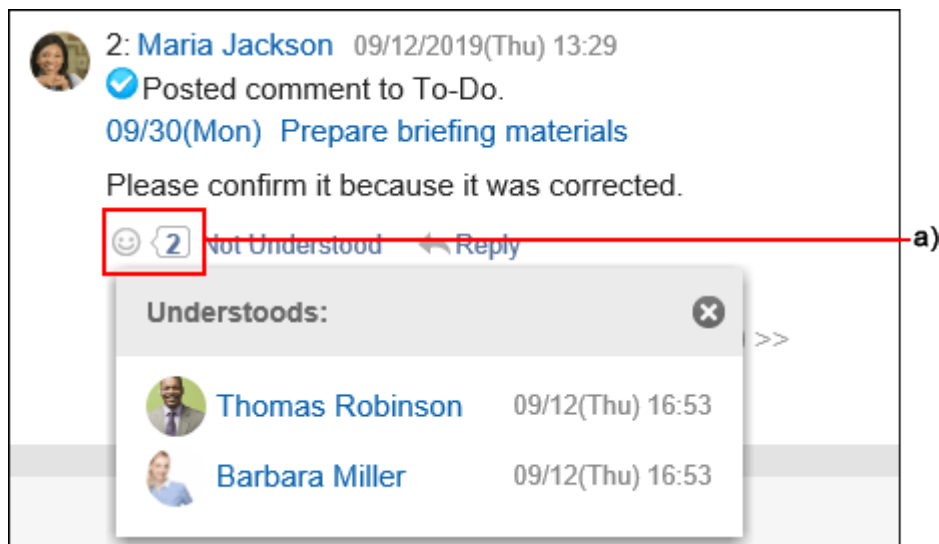 2: Maria Jackson 09/12/2019(Thu) 13:29
Posted comment to To-Do.
09/30(Mon) Prepare briefing materials
Please confirm it because it was corrected.
2 Not Understood Reply
a)
Understoods:
>>
Thomas Robinson 09/12(Thu) 16:53
Barbara Miller 09/12(Thu) 16:53